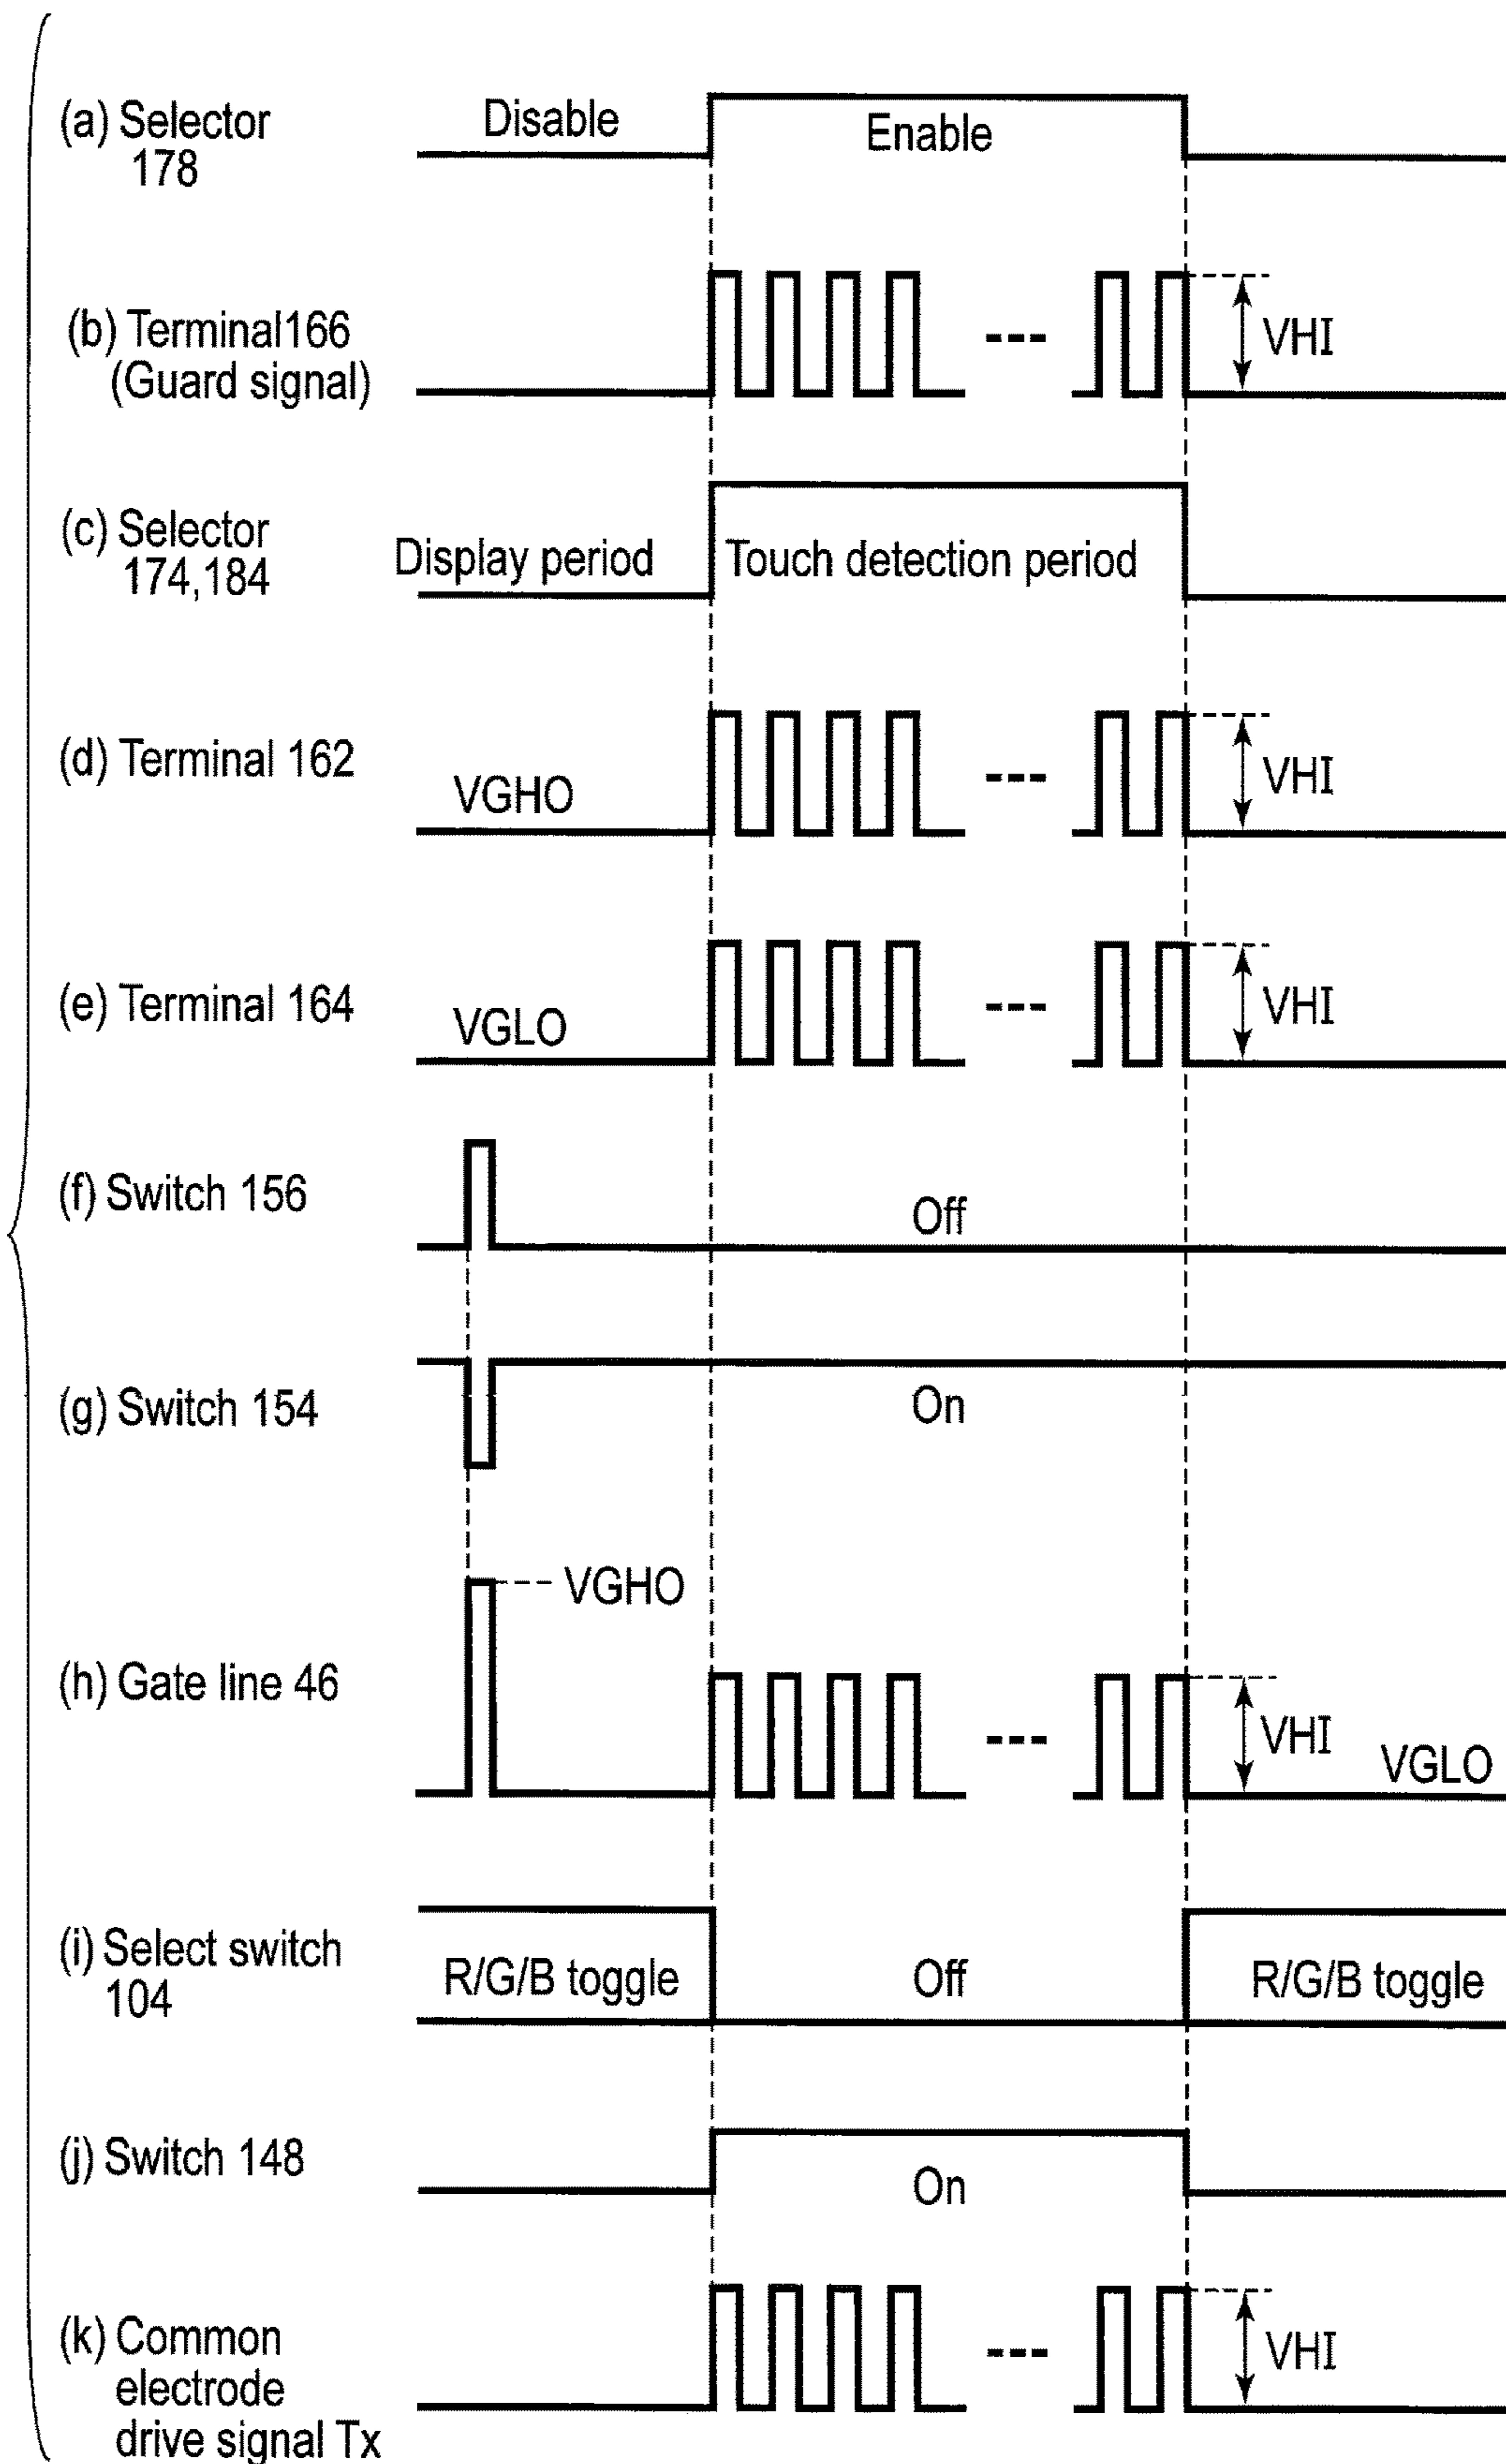 (a) Selector
178
Disable
Enable
(b) Terminal166
(Guard signal)
VHI
(c) Selector
174,184
Display period
Touch detection period
(d) Terminal 162
VGHO
VHI
(e) Terminal 164
VGLO
VHI
(f) Switch 156
Off
(g) Switch 154
On
VGHO
(h) Gate line 46
VHI
VGLO
(i) Select switch
104
R/G/B toggle
Off
R/G/B toggle
(j) Switch 148
On
(k) Common
electrode
drive signal Tx
VHI